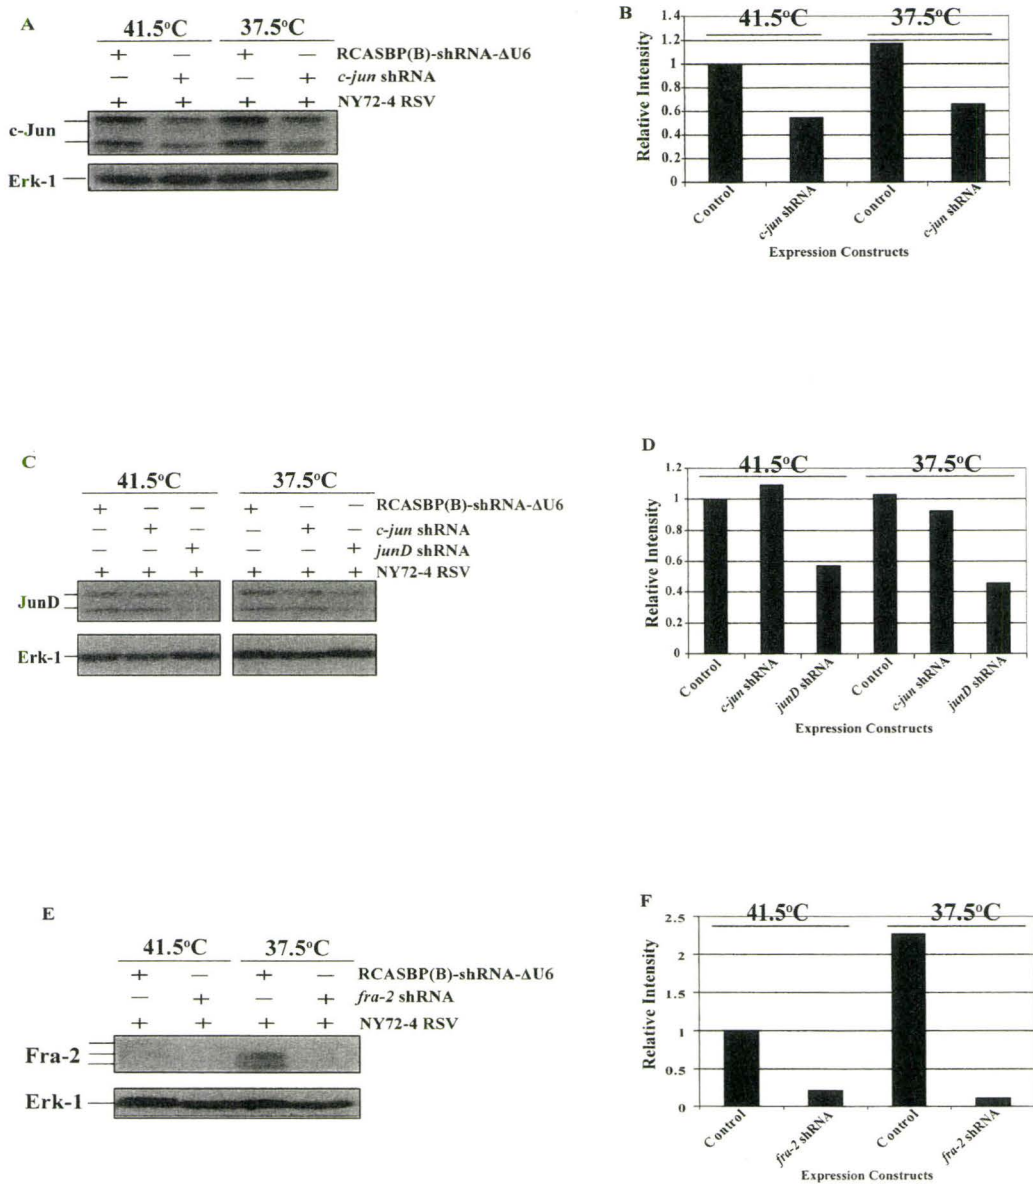 A
41.5°C 37.5°C
+ — + — RCASBP(B)-shRNA-ΔU6
— + — + c-jun shRNA
+ + + + NY72-4 RSV
c-Jun
Erk-1
B
41.5°C 37.5°C
Relative Intensity
1.4
1.2
1
0.8
0.6
0.4
0.2
0
Control
c-jun shRNA
Control
c-jun shRNA
Expression Constructs
C
41.5°C 37.5°C
+ — — + — — RCASBP(B)-shRNA-ΔU6
— + — — + — c-jun shRNA
— — + — — + junD shRNA
+ + + + + + NY72-4 RSV
JunD
Erk-1
D
41.5°C 37.5°C
Relative Intensity
1.2
1
0.8
0.6
0.4
0.2
0
Control
c-jun shRNA
junD shRNA
Control
c-jun shRNA
junD shRNA
Expression Constructs
E
41.5°C 37.5°C
+ — + — RCASBP(B)-shRNA-ΔU6
— + — + fra-2 shRNA
+ + + + NY72-4 RSV
Fra-2
Erk-1
F
41.5°C 37.5°C
Relative Intensity
2.5
2
1.5
1
0.5
0
Control
fra-2 shRNA
Control
fra-2 shRNA
Expression Constructs